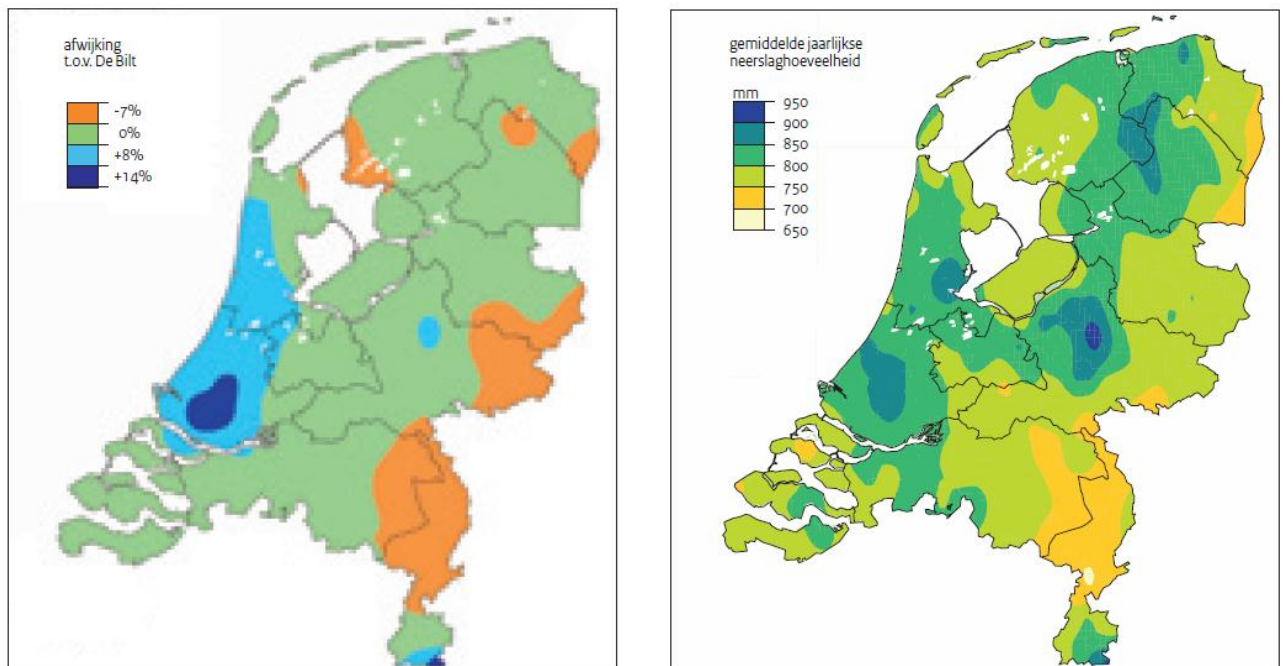 afwijking
t.o.v. De Bilt
-7%
0%
+8%
+14%
gemiddelde jaarlijkse
neerslaghoeveelheid
mm
950
900
850
800
750
700
650